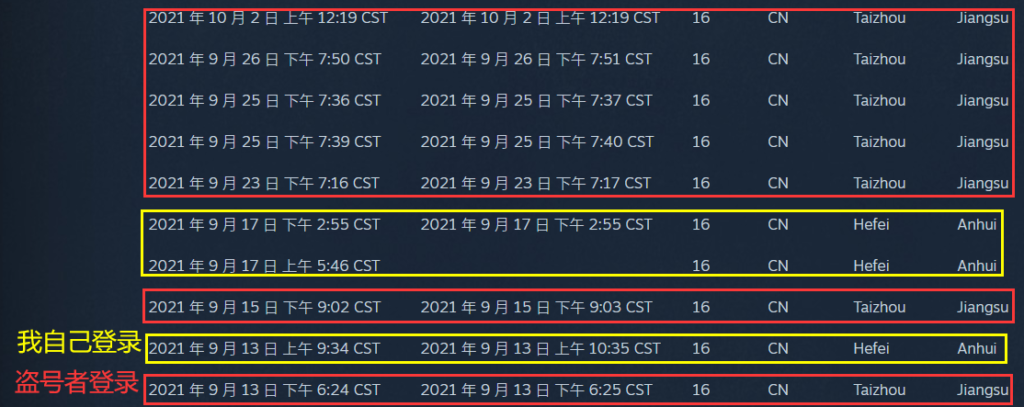 2021 年 10 月 2 日 上午 12:19 CST 2021 年 10 月 2 日 上午 12:19 CST 16 CN Taizhou Jiangsu
2021 年 9 月 26 日 下午 7:50 CST 2021 年 9 月 26 日 下午 7:51 CST 16 CN Taizhou Jiangsu
2021 年 9 月 25 日 下午 7:36 CST 2021 年 9 月 25 日 下午 7:37 CST 16 CN Taizhou Jiangsu
2021 年 9 月 25 日 下午 7:39 CST 2021 年 9 月 25 日 下午 7:40 CST 16 CN Taizhou Jiangsu
2021 年 9 月 23 日 下午 7:16 CST 2021 年 9 月 23 日 下午 7:17 CST 16 CN Taizhou Jiangsu
2021 年 9 月 17 日 下午 2:55 CST 2021 年 9 月 17 日 下午 2:55 CST 16 CN Hefei Anhui
2021 年 9 月 17 日 上午 5:46 CST 16 CN Hefei Anhui
2021 年 9 月 15 日 下午 9:02 CST 2021 年 9 月 15 日 下午 9:03 CST 16 CN Taizhou Jiangsu
我自己登录 2021 年 9 月 13 日 上午 9:34 CST 2021 年 9 月 13 日 上午 10:35 CST 16 CN Hefei Anhui
盗号者登录 2021 年 9 月 13 日 下午 6:24 CST 2021 年 9 月 13 日 下午 6:25 CST 16 CN Taizhou Jiangsu